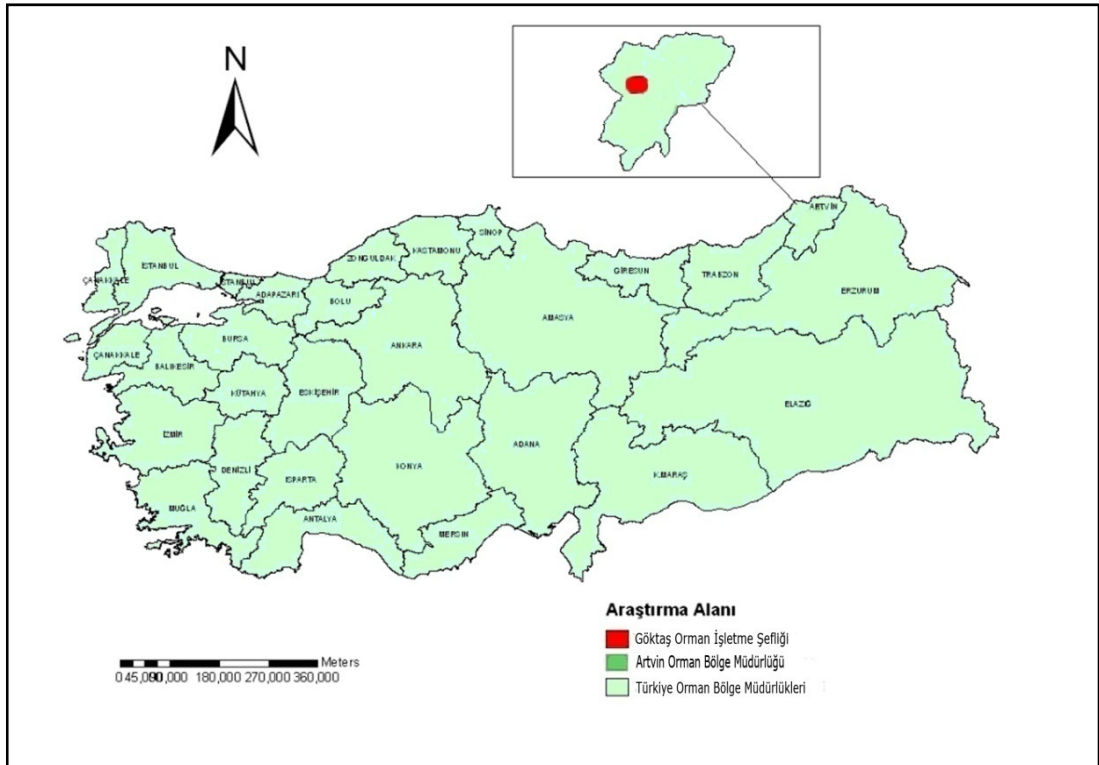 N
ARTVİN
SİNOP
KASTAMONU
ZONGULDAK
İSTANBUL
ÇANAKKALE
İSTANBUL
ADAPAZARI
BOLU
GİRESUN
TRABZON
ERZURUM
AMASYA
BURSA
ANKARA
ÇANAKKALE
BALIKESİR
KÜTAHYA
ESKİŞEHİR
ELAZIĞ
İZMİR
ADANA
DENİZLİ
ISPARTA
KONYA
K.MARAŞ
MUĞLA
ANTALYA
MERSİN
Araştırma Alanı
Göktaş Orman İşletme Şefliği
Artvin Orman Bölge Müdürlüğü
Türkiye Orman Bölge Müdürlükleri
Meters
0 45,000 90,000 180,000 270,000 360,000